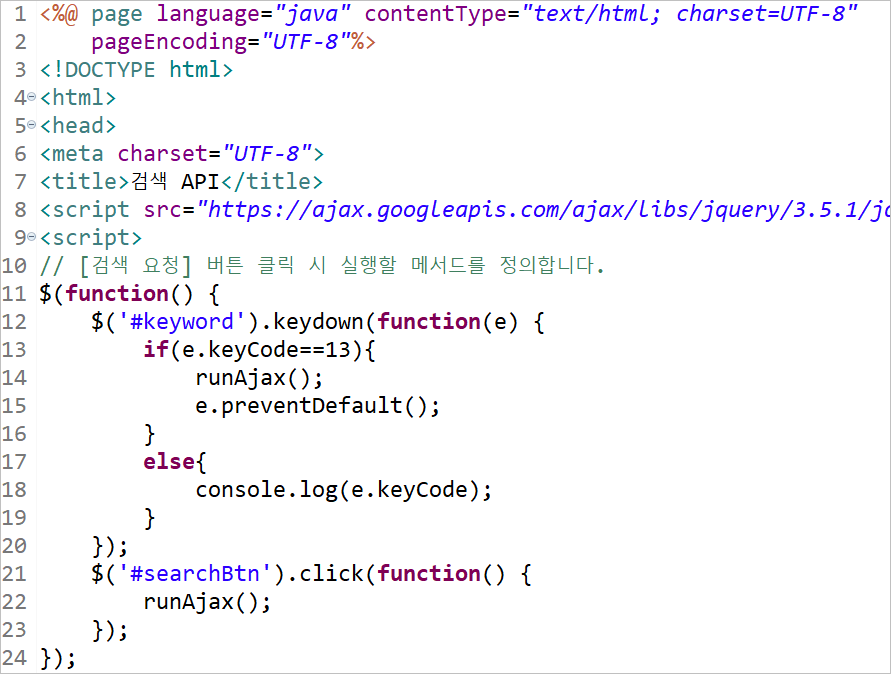 1 <%@ page language="java" contentType="text/html; charset=UTF-8"
2     pageEncoding="UTF-8"%>
3 <!DOCTYPE html>
4 <html>
5 <head>
6 <meta charset="UTF-8">
7 <title>검색 API</title>
8 <script src="https://ajax.googleapis.com/ajax/libs/jquery/3.5.1/
9 <script>
10 // [검색 요청] 버튼 클릭 시 실행할 메서드를 정의합니다.
11 $(function() {
12     $('#keyword').keydown(function(e) {
13         if(e.keyCode==13){
14             runAjax();
15             e.preventDefault();
16         }
17         else{
18             console.log(e.keyCode);
19         }
20     });
21     $('#searchBtn').click(function() {
22         runAjax();
23     });
24 });